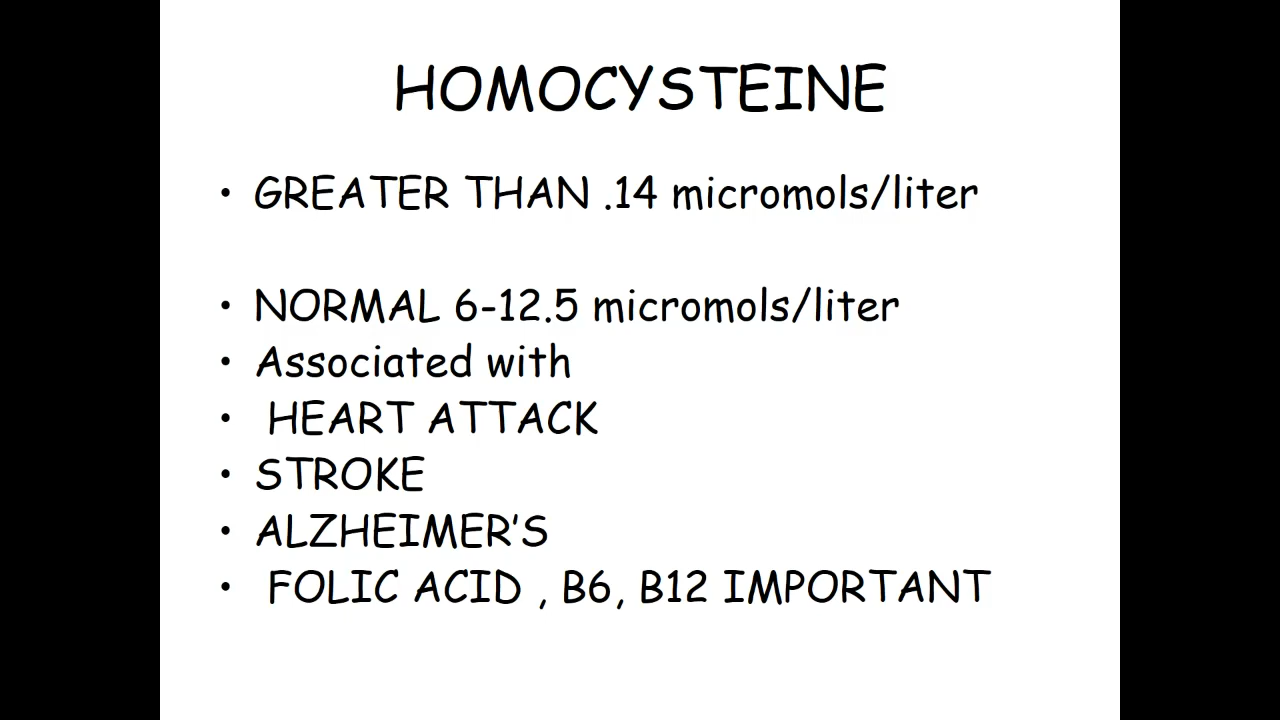 HOMOCYSTEINE
• GREATER THAN .14 micromols/liter
• NORMAL 6-12.5 micromols/liter
• Associated with
• HEART ATTACK
• STROKE
• ALZHEIMER'S
• FOLIC ACID , B6, B12 IMPORTANT